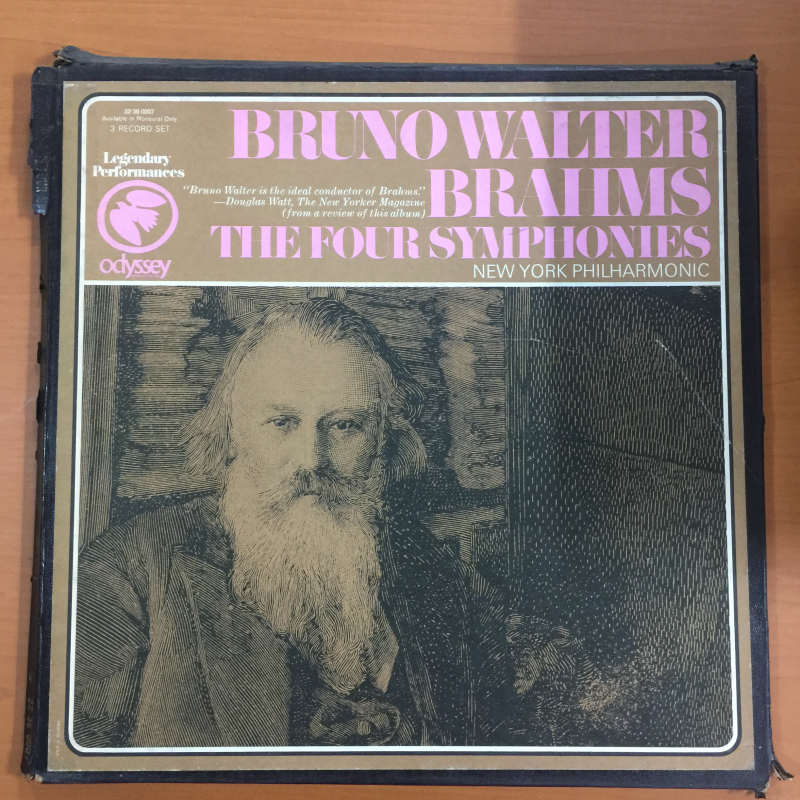 32 36 0007
Available in Monaural Only
3 RECORD SET
Legendary
Performances
odyssey
BRUNO WALTER
BRAHMS
"Bruno Walter is the ideal conductor of Brahms."
—Douglas Watt, The New Yorker Magazine
(from a review of this album)
THE FOUR SYMPHONIES
NEW YORK PHILHARMONIC